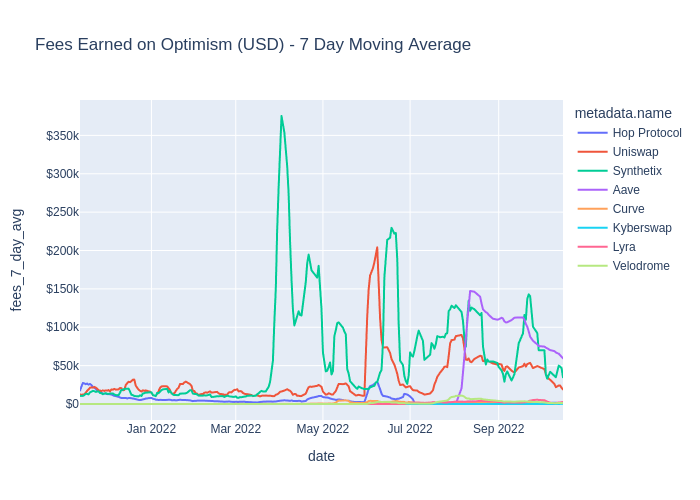 Fees Earned on Optimism (USD) - 7 Day Moving Average
metadata.name
Hop Protocol
Uniswap
Synthetix
Aave
Curve
Kyberswap
Lyra
Velodrome
fees_7_day_avg
$350k
$300k
$250k
$200k
$150k
$100k
$50k
$0
Jan 2022 Mar 2022 May 2022 Jul 2022 Sep 2022
date